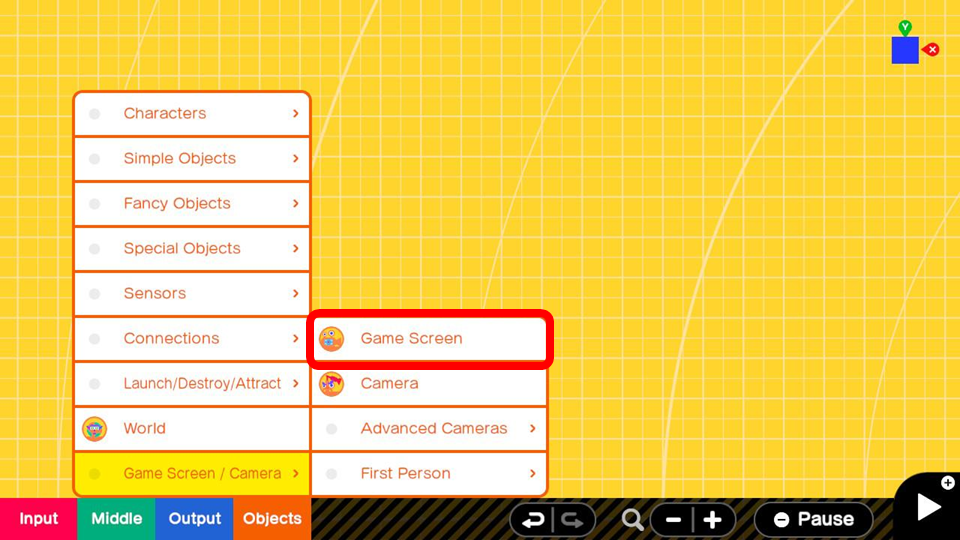 Y
X
Characters
Simple Objects
Fancy Objects
Special Objects
Sensors
Connections
Launch/Destroy/Attract
World
Game Screen / Camera
Game Screen
Camera
Advanced Cameras
First Person
Input
Middle
Output
Objects
Pause